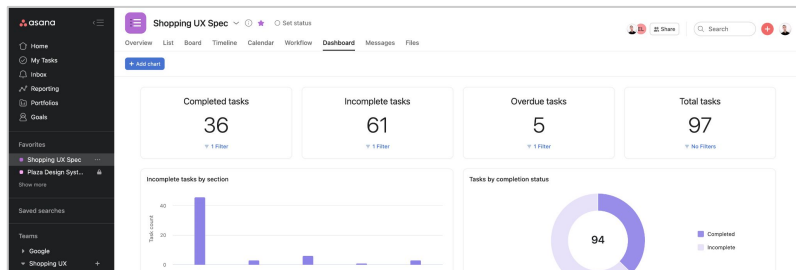 asana
Home
My Tasks
Inbox
Reporting
Portfolios
Goals
Favorites
Shopping UX Spec
Plaza Design Syst...
Show more
Saved searches
Teams
Google
Shopping UX
Shopping UX Spec
Set status
Share
Search
Overview List Board Timeline Calendar Workflow Dashboard Messages Files
+ Add chart
Completed tasks
36
1 Filter
Incomplete tasks
61
1 Filter
Overdue tasks
5
1 Filter
Total tasks
97
No Filters
Incomplete tasks by section
Task count
40
20
0
Tasks by completion status
94
Completed
Incomplete